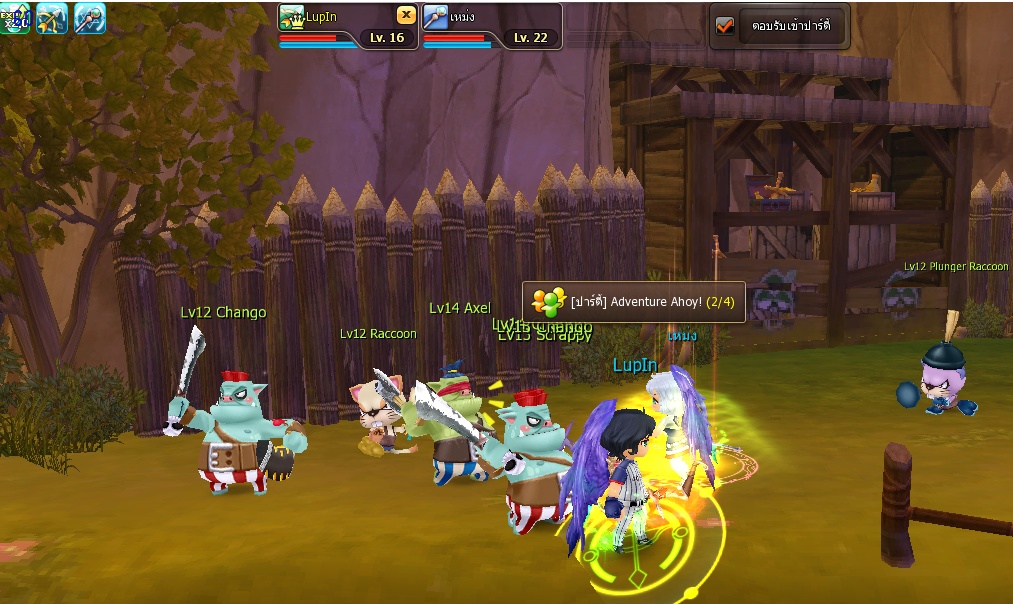 LupIn
Lv. 16
เหม่ง
Lv. 22
ตอบรับเข้าปาร์ตี้
Lv12 Plunger Raccoon
[ปาร์ตี้] Adventure Ahoy! (2/4)
Lv12 Chango
Lv14 Axel
Lv12 Raccoon
Chango
Scrappy
เหม่ง
LupIn